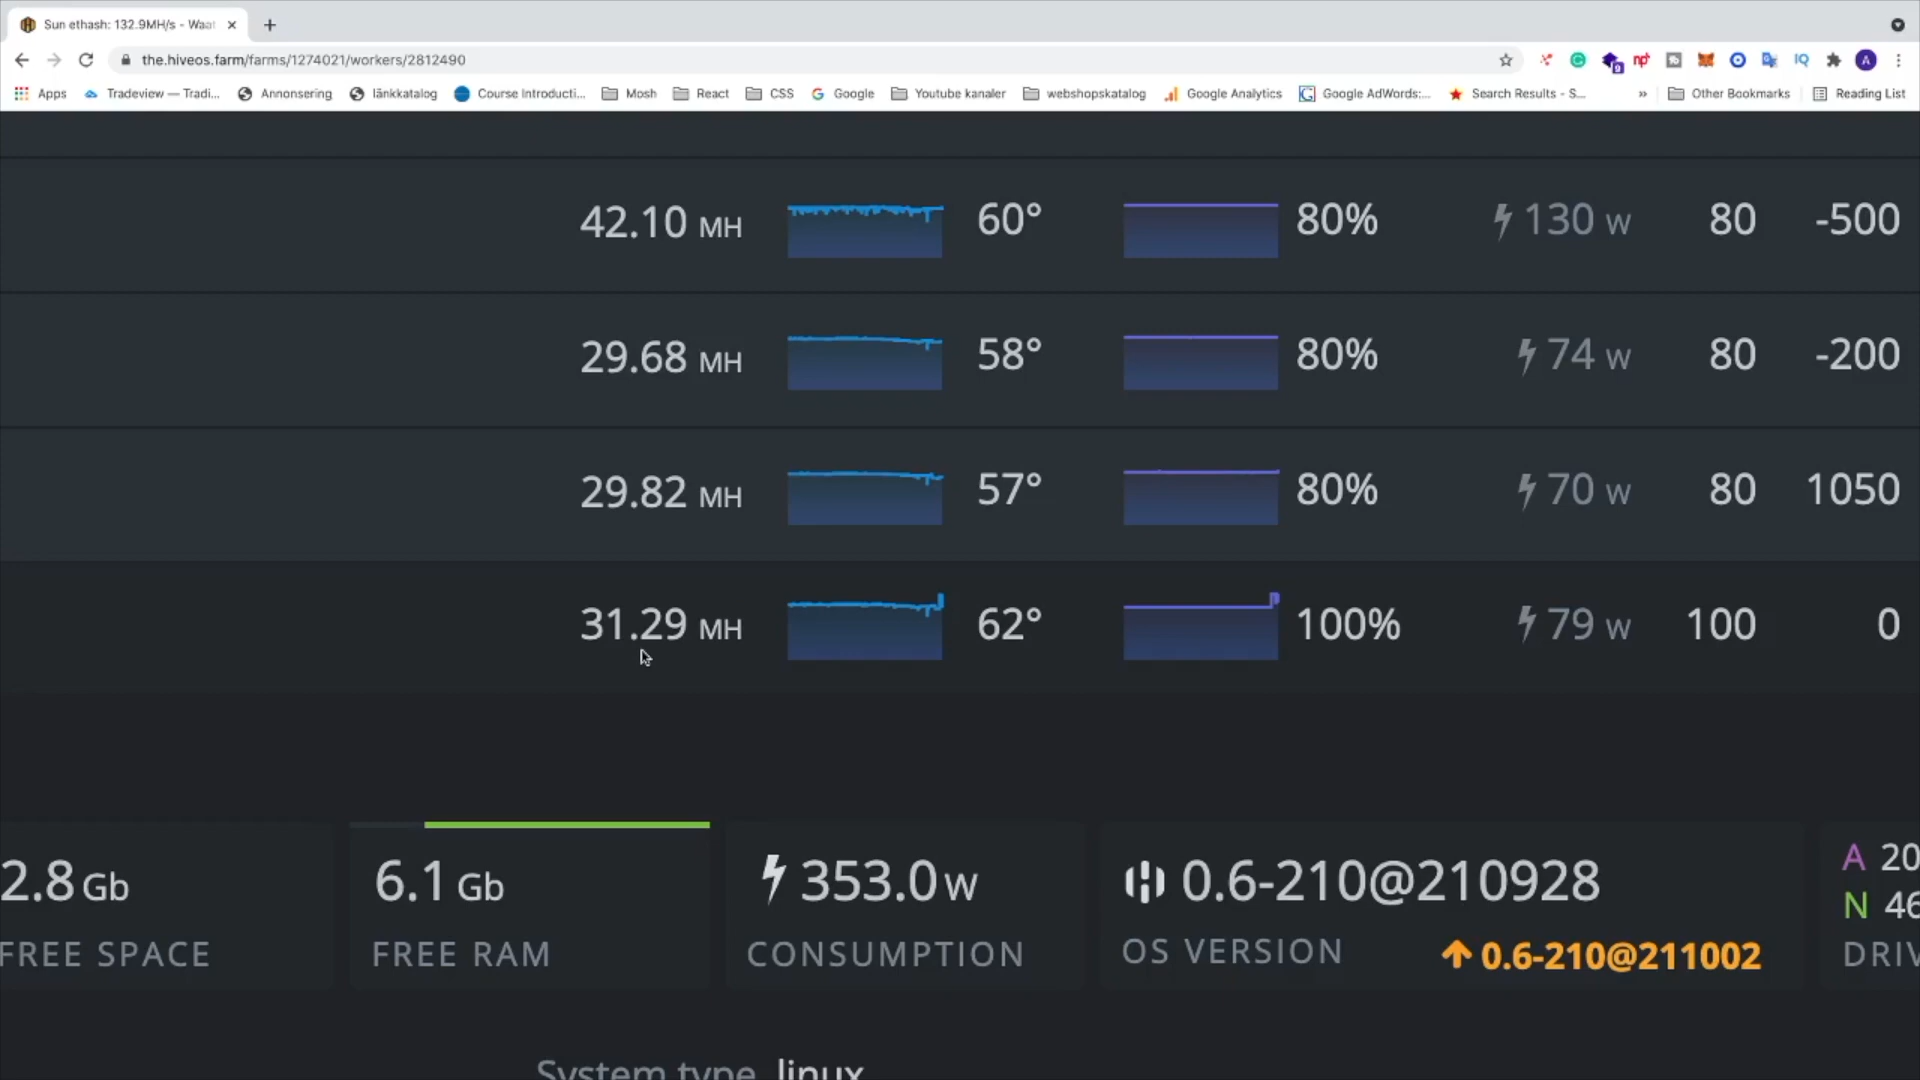 Sun ethash: 132.9MH/s - Waat
the.hiveos.farm/farms/1274021/workers/2812490
Apps Tradeview — Tradi... Annonsering länkkatalog Course Introducti... Mosh React CSS Google Youtube kanaler webshopskatalog Google Analytics Google AdWords:... Search Results - S... » Other Bookmarks Reading List
42.10 MH 60° 80% 130 W 80 -500
29.68 MH 58° 80% 74 W 80 -200
29.82 MH 57° 80% 70 W 80 1050
31.29 MH 62° 100% 79 W 100 0
2.8 Gb
FREE SPACE
6.1 Gb
FREE RAM
353.0 W
CONSUMPTION
0.6-210@210928
OS VERSION 0.6-210@211002
A 20
N 46
DRIV
System type linux